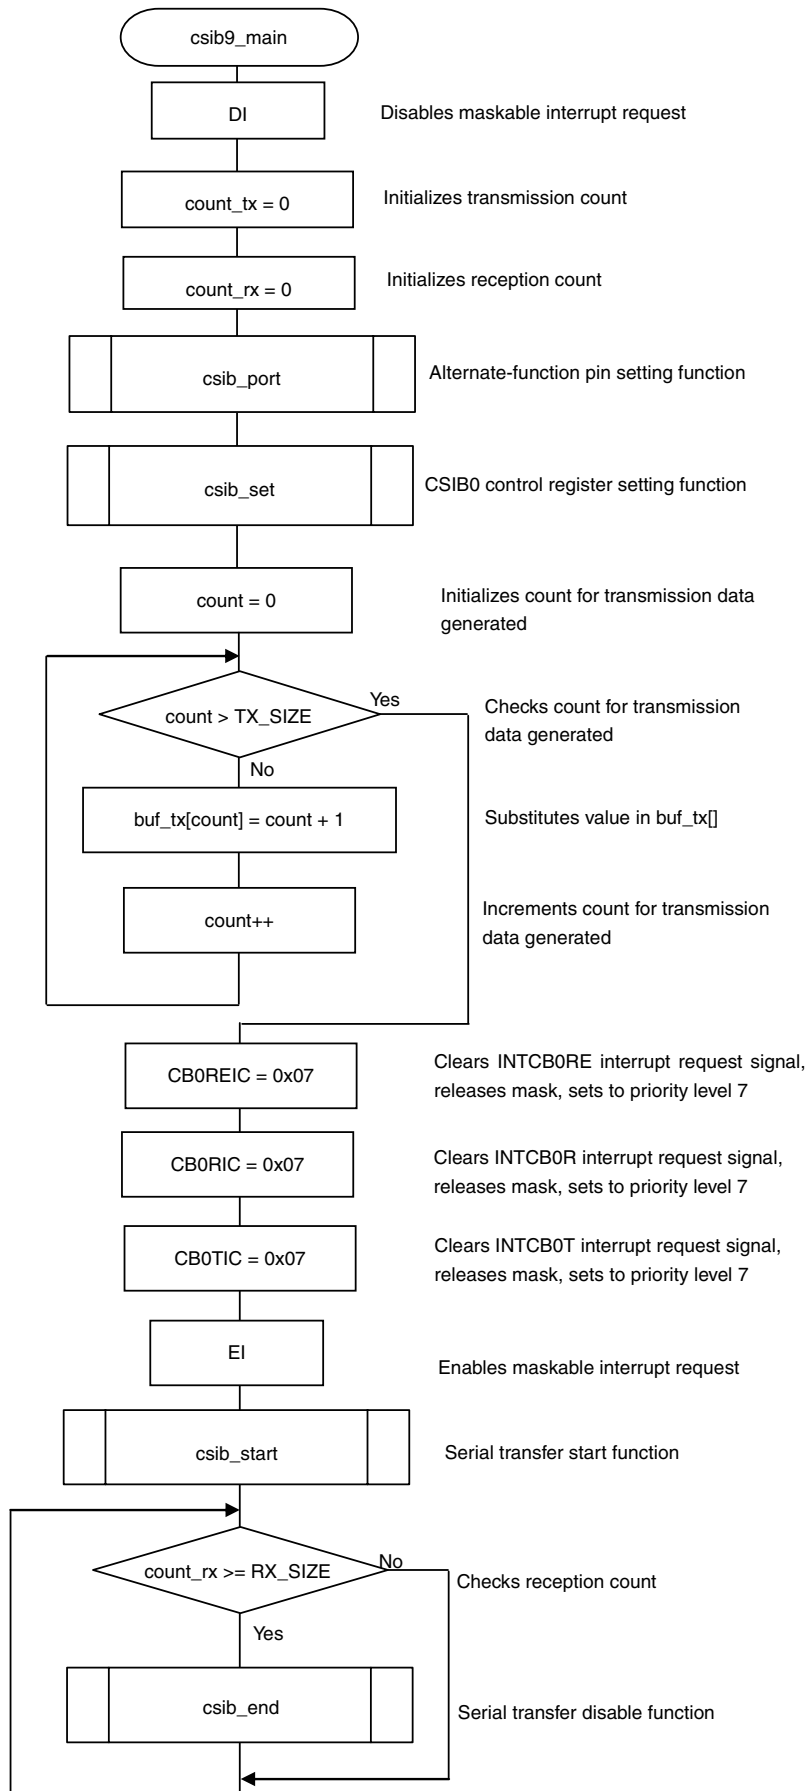 csib9_main
DI
Disables maskable interrupt request
count_tx = 0
Initializes transmission count
count_rx = 0
Initializes reception count
csib_port
Alternate-function pin setting function
csib_set
CSIB0 control register setting function
count = 0
Initializes count for transmission data
generated
count > TX_SIZE
Yes
Checks count for transmission
data generated
No
buf_tx[count] = count + 1
Substitutes value in buf_tx[]
count++
Increments count for transmission
data generated
CB0REIC = 0x07
Clears INTCB0RE interrupt request signal,
releases mask, sets to priority level 7
CB0RIC = 0x07
Clears INTCB0R interrupt request signal,
releases mask, sets to priority level 7
CB0TIC = 0x07
Clears INTCB0T interrupt request signal,
releases mask, sets to priority level 7
EI
Enables maskable interrupt request
csib_start
Serial transfer start function
count_rx >= RX_SIZE
No
Checks reception count
Yes
csib_end
Serial transfer disable function